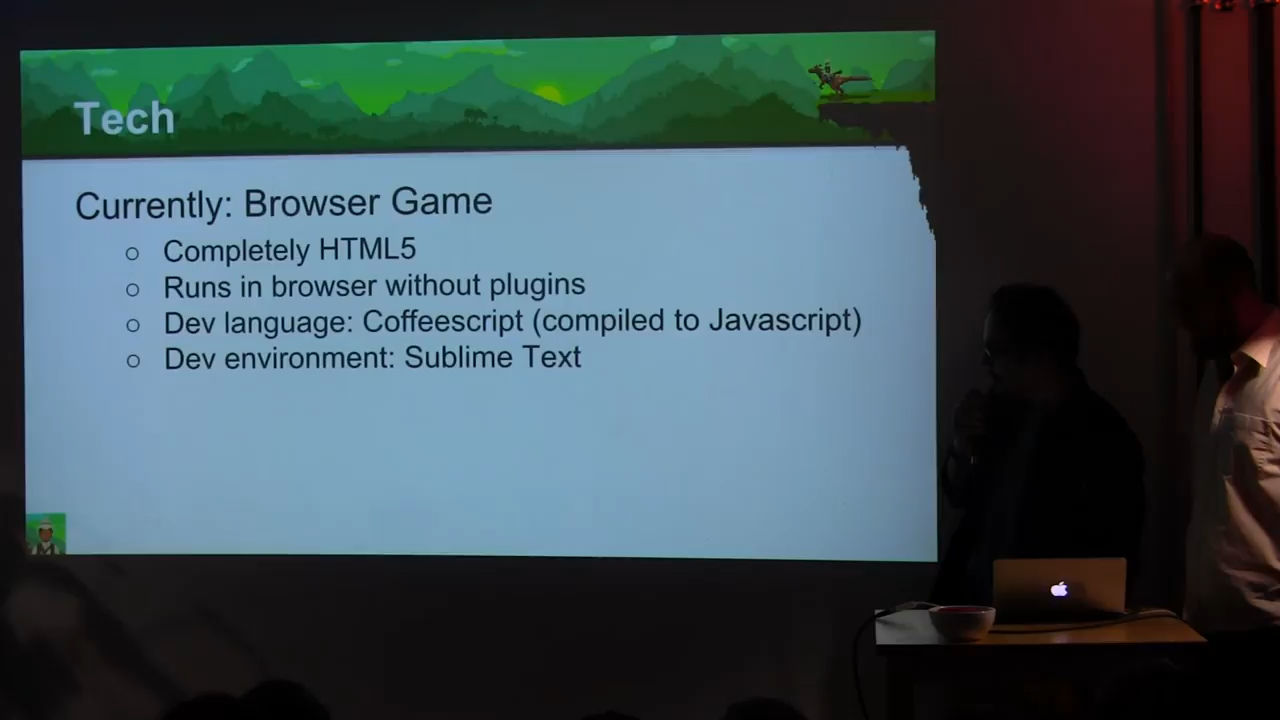 Tech
Currently: Browser Game
Completely HTML5
Runs in browser without plugins
Dev language: Coffeescript (compiled to Javascript)
Dev environment: Sublime Text